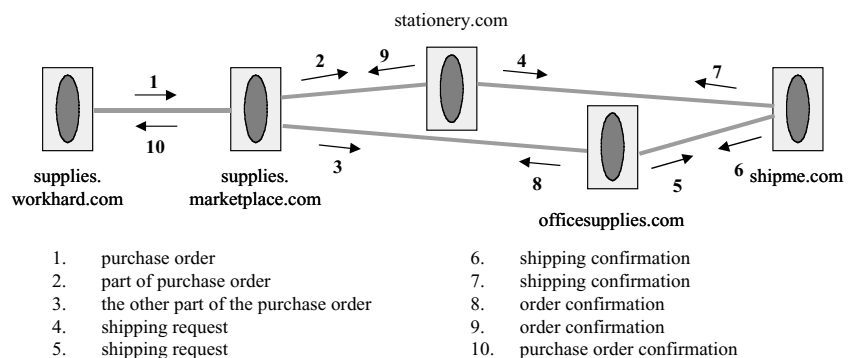 stationery.com
2
9
4
7
1
10
3
8
5
6
supplies.
workhard.com
supplies.
marketplace.com
shipme.com
officesupplies.com
1. purchase order
2. part of purchase order
3. the other part of the purchase order
4. shipping request
5. shipping request
6. shipping confirmation
7. shipping confirmation
8. order confirmation
9. order confirmation
10. purchase order confirmation